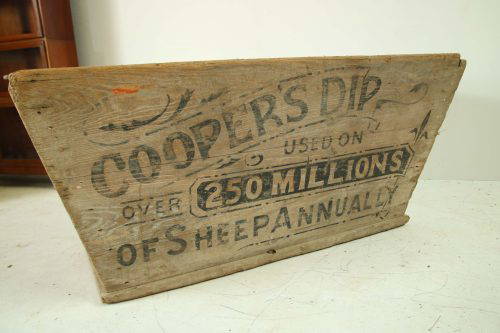 COOPER'S DIP
USED ON
OVER 250 MILLIONS
OF SHEEP ANNUALLY